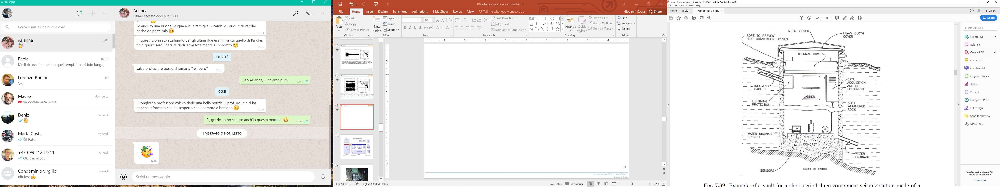 WhatsApp
Cerca o inizia una nuova chat
Arianna
14:02
Paola
07:19
Me li ricordo benissimo quei tempi, il corridoio lungo,...
Lorenzo Bonini
ieri
Ok
Mauro
domenica
Videochiamata persa
Deniz
venerdì
Marta Costa
venerdì
Foto
+43 699 11247211
venerdì
Ok, thank you
Condominio virgilio
giovedì
Bifulco: 👍
Arianna
ultimo accesso oggi alle 15:11
va bene
Le auguro una buona Pasqua a lei e famiglia. Ricambi gli auguri di Parolai
anche da parte mia 😊
16:31
In questi giorni sto studiando per gli ultimi due esami fra cui quello di Parolai,
finiti questi sarò libera di dedicarmi totalmente al progetto 🙂
16:36
GIOVEDÌ
salve professore posso chiamarla ? è libero?
10:51
Ciao Arianna, si chiama pure.
10:53
OGGI
Buongiorno professore volevo darle una bella notizia: il prof. Aoudia ci ha
appena informato che ha scoperto che il tumore è benigno 🙂
12:27
Si, grazie, lo ho saputo anch'io questa mattina! 😃
13:50
1 MESSAGGIO NON LETTO
14:02
Scrivi un messaggio
08_site_preparation - PowerPoint
File Home Insert Design Transitions Animations Slide Show Review View Tell me what you want to do...
Giovanni Costa Share
Paste
Cut
Copy
Format Painter
Clipboard
New
Slide
Layout
Reset
Section
Slides
18
B I U S abc AV Aa A
Font
Text Direction
Align Text
Convert to SmartArt
Paragraph
Arrange
Quick
Styles
Shape Fill
Shape Outline
Shape Effects
Drawing
Find
Replace
Select
Editing
4 3 2 1 0 1 2 3 4
49
50
51
52
53
51
Sismometria e Monitoraggio Sismico
Giovanni Costa
Slide 51 of 79
English (United States)
Notes
Comments
82%
manual_seismological_observatory-2002.pdf - Adobe Acrobat Reader DC
File Edit View Window Help
Home Tools manual_seismologi...
Sign In
336 / 1162
Share
METAL COVER
HEAVY CLOTH
COVER
ROPE TO PREVENT
HEAT CONVECTION LOSSES
THERMAL COVER
INCOMING
CABLES
LADDER
DATA
ACQUISITION
AND RF
EQUIPMENT
LIGHTNING
PROTECTION
SOFT
WEATHERED
ROCK
WATER DRAINAGE
DRENCH
CONCRETE
WATER
DRAINAGE
SENSORS
HARD BEDROCK
Fig. 7.39 Example of a vault for a short-period three-component seismic station made of a
Search 'Add Link'
Export PDF
Edit PDF
Create PDF
Comment
Combine Files
Organize Pages
Redact
Protect
Compress PDF
Fill & Sign
Send for Review
More Tools
Create, edit and sign PDF
forms & agreements
Start Free Trial